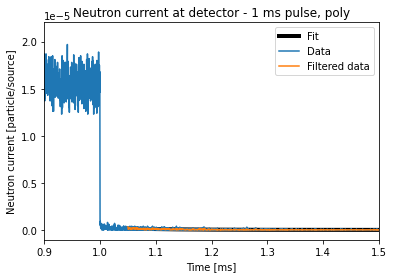 Neutron current at detector - 1 ms pulse, poly
1e−5
Fit
Data
Filtered data
Neutron current [particle/source]
2.0
1.5
1.0
0.5
0.0
0.9 1.0 1.1 1.2 1.3 1.4 1.5
Time [ms]